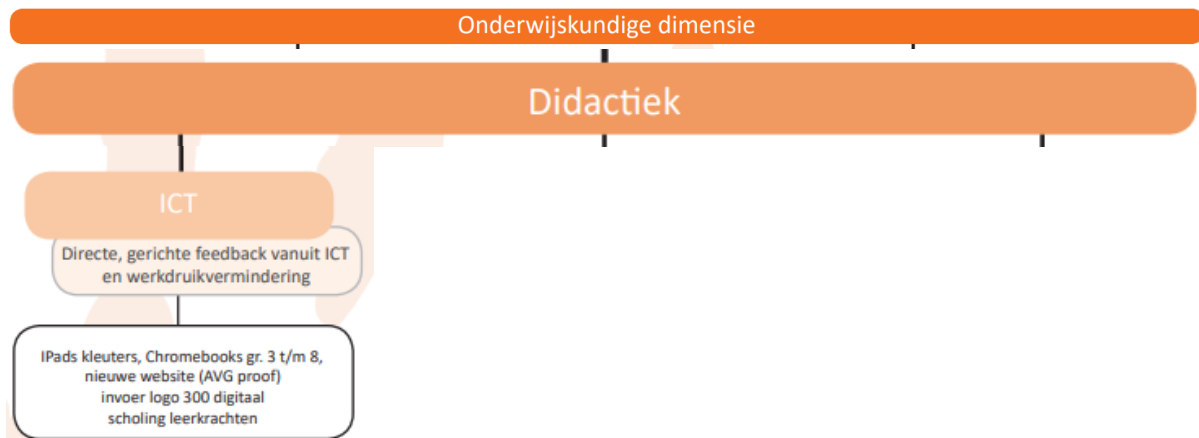 Onderwijskundige dimensie
Didactiek
ICT
Directe, gerichte feedback vanuit ICT
en werkdruikvermindering
IPads kleuters, Chromebooks gr. 3 t/m 8,
nieuwe website (AVG proof)
invoer logo 300 digitaal
scholing leerkrachten